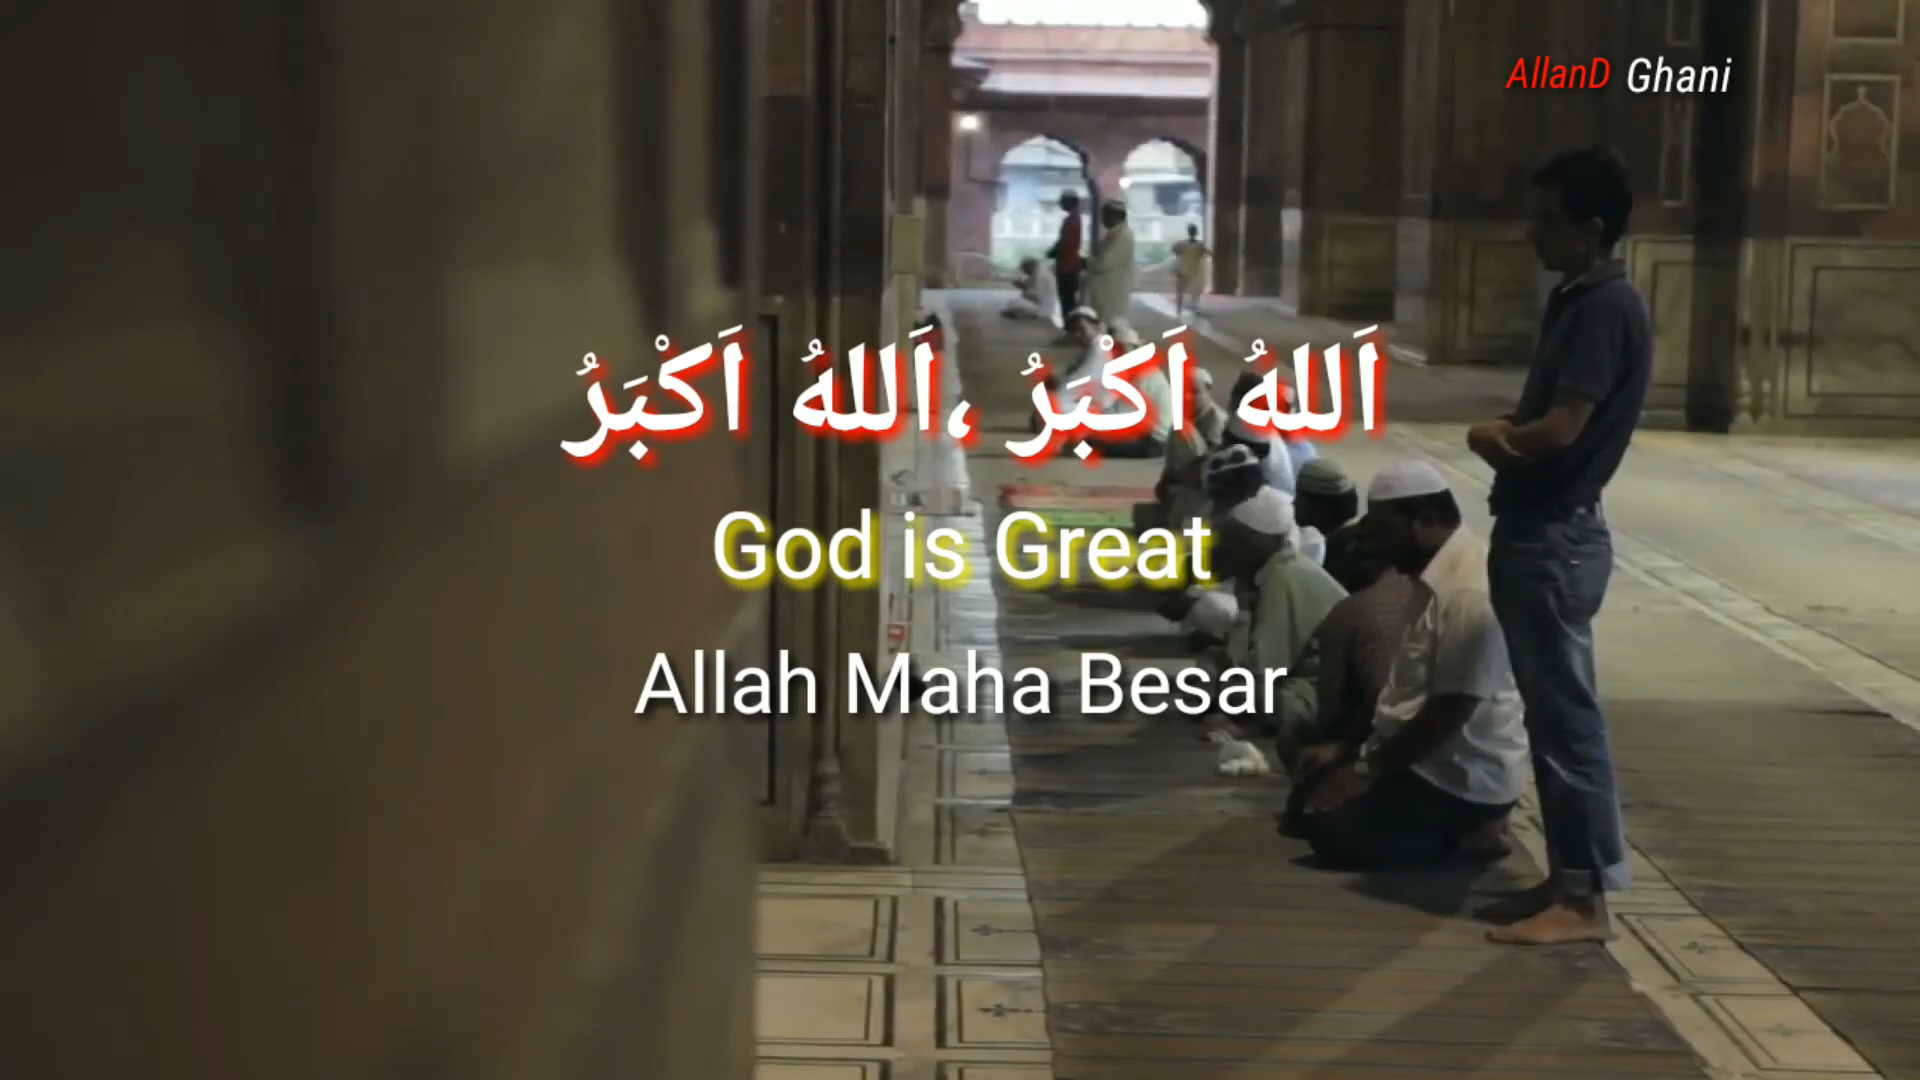 AllanD Ghani
اَللهُ اَكْبَرُ ،اَللهُ اَكْبَرُ
God is Great
Allah Maha Besar